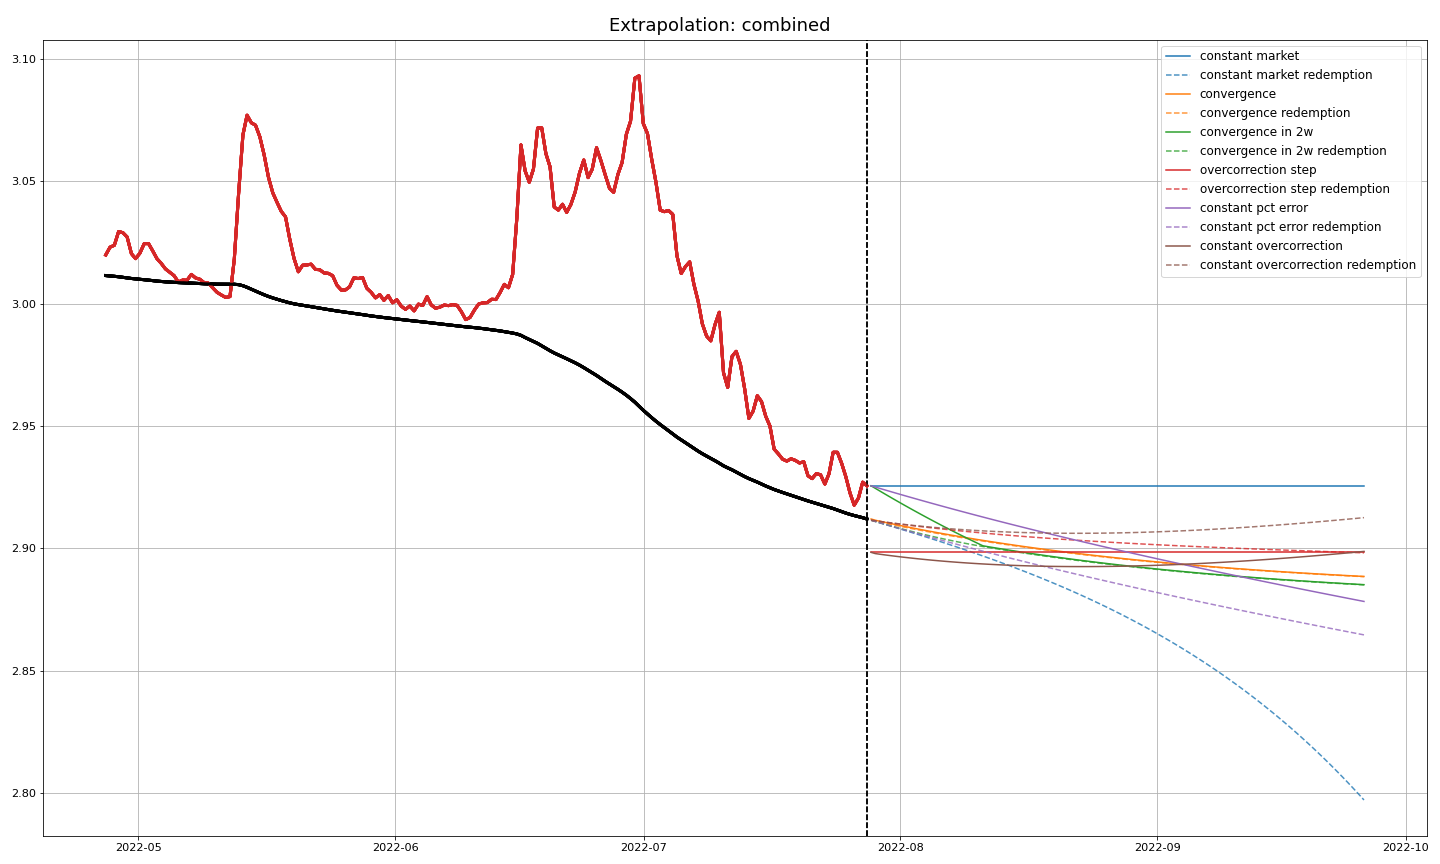 Extrapolation: combined
3.10
3.05
3.00
2.95
2.90
2.85
2.80
constant market
constant market redemption
convergence
convergence redemption
convergence in 2w
convergence in 2w redemption
overcorrection step
overcorrection step redemption
constant pct error
constant pct error redemption
constant overcorrection
constant overcorrection redemption
2022-05
2022-06
2022-07
2022-08
2022-09
2022-10